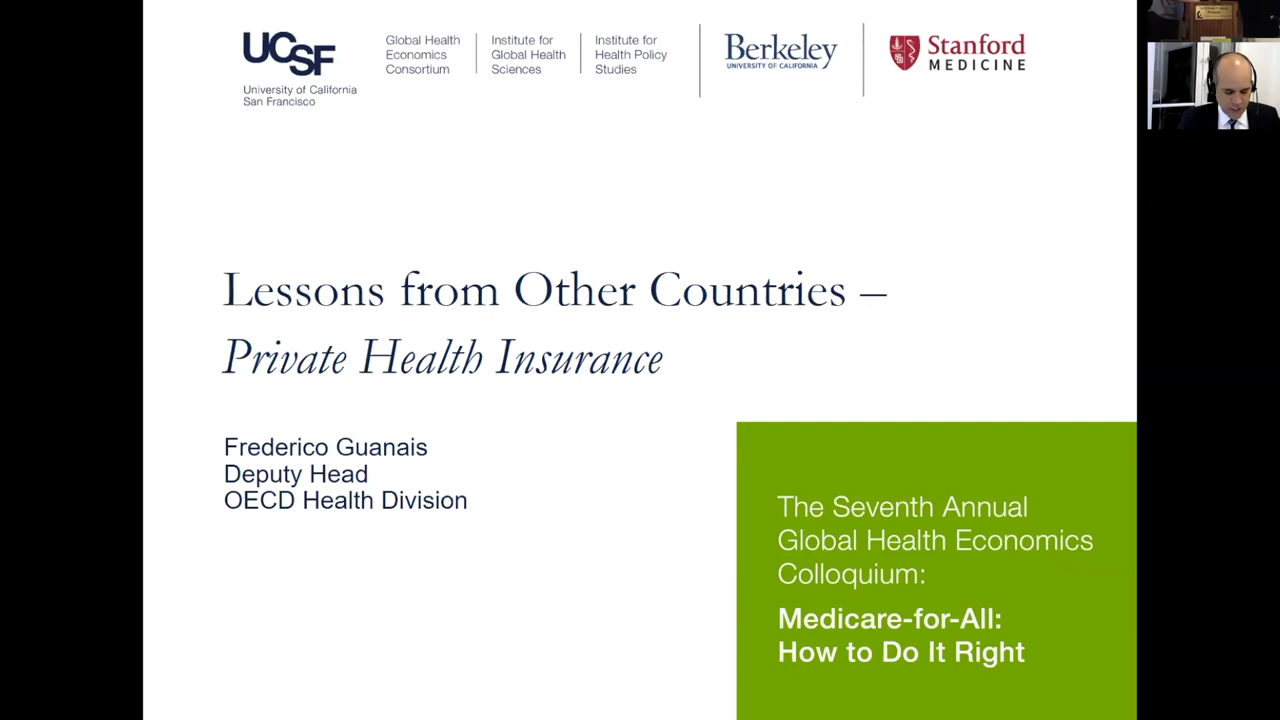 UCSF
University of California
San Francisco
Global Health
Economics
Consortium
Institute for
Global Health
Sciences
Institute for
Health Policy
Studies
Berkeley
UNIVERSITY OF CALIFORNIA
Stanford
MEDICINE
Lessons from Other Countries –
Private Health Insurance
Frederico Guanais
Deputy Head
OECD Health Division
The Seventh Annual
Global Health Economics
Colloquium:
Medicare-for-All:
How to Do It Right